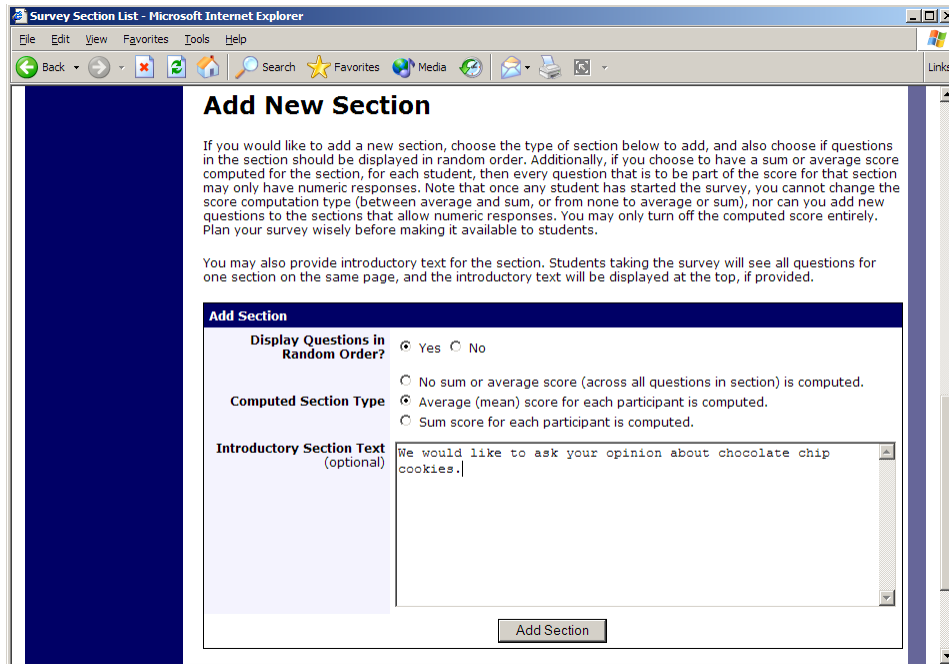 Survey Section List - Microsoft Internet Explorer
File Edit View Favorites Tools Help
Back Search Favorites Media Links
Add New Section
If you would like to add a new section, choose the type of section below to add, and also choose if questions
in the section should be displayed in random order. Additionally, if you choose to have a sum or average score
computed for the section, for each student, then every question that is to be part of the score for that section
may only have numeric responses. Note that once any student has started the survey, you cannot change the
score computation type (between average and sum, or from none to average or sum), nor can you add new
questions to the sections that allow numeric responses. You may only turn off the computed score entirely.
Plan your survey wisely before making it available to students.
You may also provide introductory text for the section. Students taking the survey will see all questions for
one section on the same page, and the introductory text will be displayed at the top, if provided.
Add Section
Display Questions in
Random Order?
Yes No
Computed Section Type
No sum or average score (across all questions in section) is computed.
Average (mean) score for each participant is computed.
Sum score for each participant is computed.
Introductory Section Text
(optional)
We would like to ask your opinion about chocolate chip
cookies.
Add Section